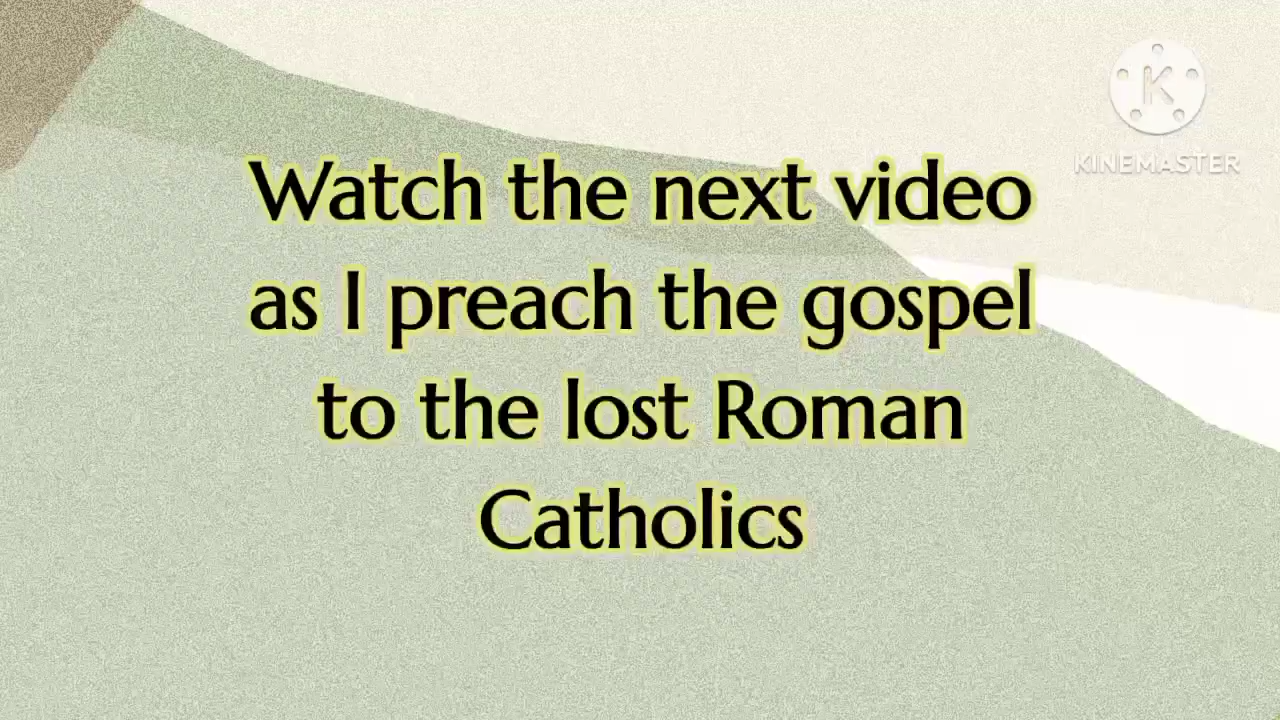 Watch the next video
as I preach the gospel
to the lost Roman
Catholics
K
KINEMASTER